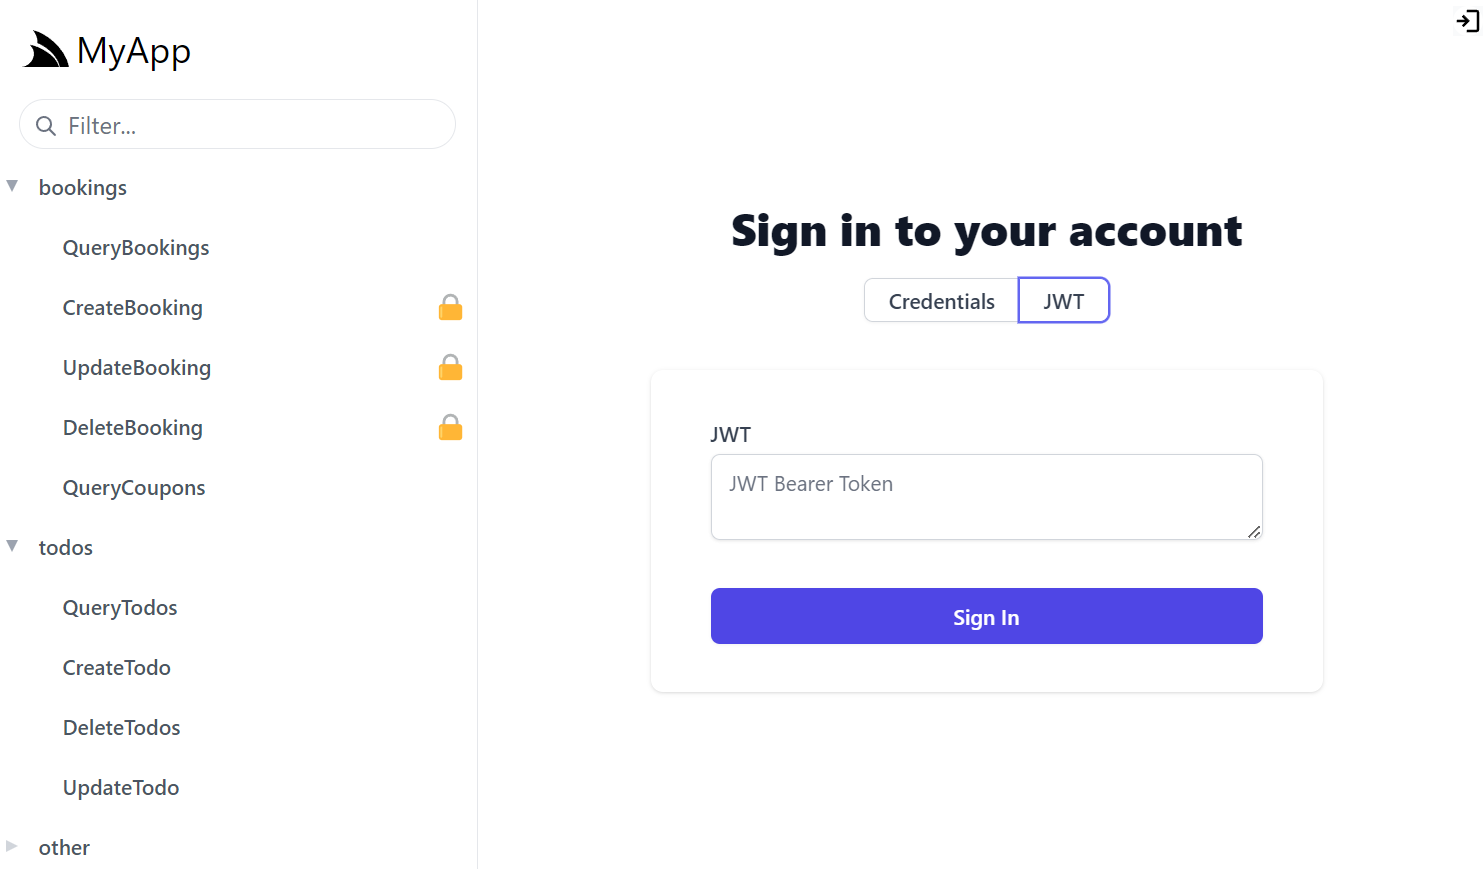 MyApp
Filter...
bookings
QueryBookings
CreateBooking
UpdateBooking
DeleteBooking
QueryCoupons
todos
QueryTodos
CreateTodo
DeleteTodos
UpdateTodo
other
Sign in to your account
Credentials JWT
JWT
JWT Bearer Token
Sign In